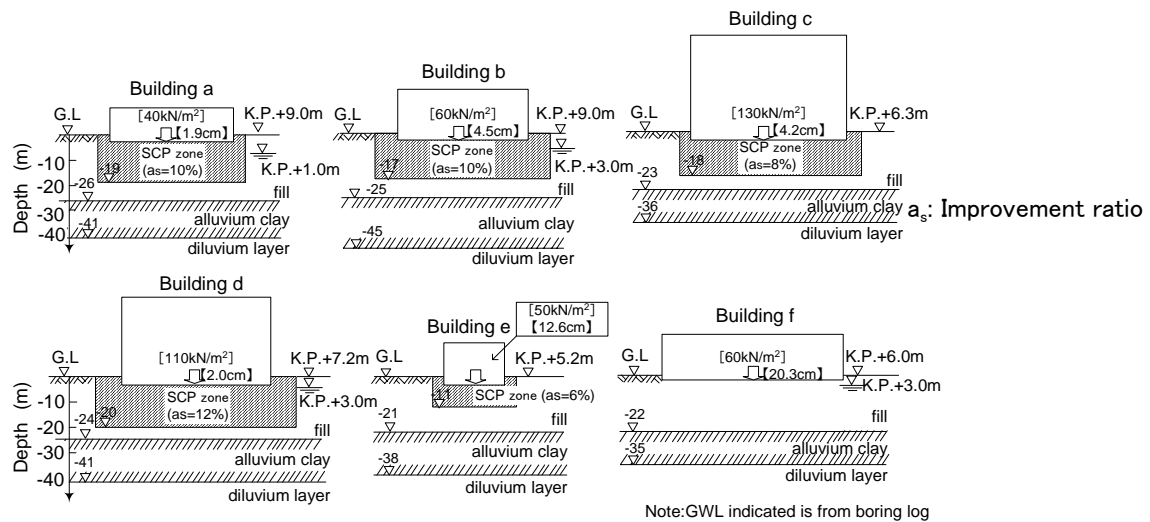 Building a
Building b
Building c
G.L
[40kN/m²]
【1.9cm】
K.P.+9.0m
SCP zone
(as=10%)
K.P.+1.0m
Depth (m)
-10
-20
-30
-40
-19
-26
-41
fill
alluvium clay
diluvium layer
G.L
[60kN/m²]
【4.5cm】
K.P.+9.0m
SCP zone
(as=10%)
K.P.+3.0m
-17
-25
-45
fill
alluvium clay
diluvium layer
G.L
[130kN/m²]
【4.2cm】
K.P.+6.3m
SCP zone
(as=8%)
-18
-23
-36
fill
alluvium clay
diluvium layer
as: Improvement ratio
Building d
Building e
Building f
G.L
[110kN/m²]
【2.0cm】
K.P.+7.2m
SCP zone
(as=12%)
K.P.+3.0m
Depth (m)
-10
-20
-30
-40
-20
-24
-41
fill
alluvium clay
diluvium layer
[50kN/m²]
【12.6cm】
G.L
K.P.+5.2m
-11
SCP zone (as=6%)
-21
-38
fill
alluvium clay
diluvium layer
G.L
[60kN/m²]
【20.3cm】
K.P.+6.0m
K.P.+3.0m
-22
-35
fill
alluvium clay
diluvium layer
Note:GWL indicated is from boring log